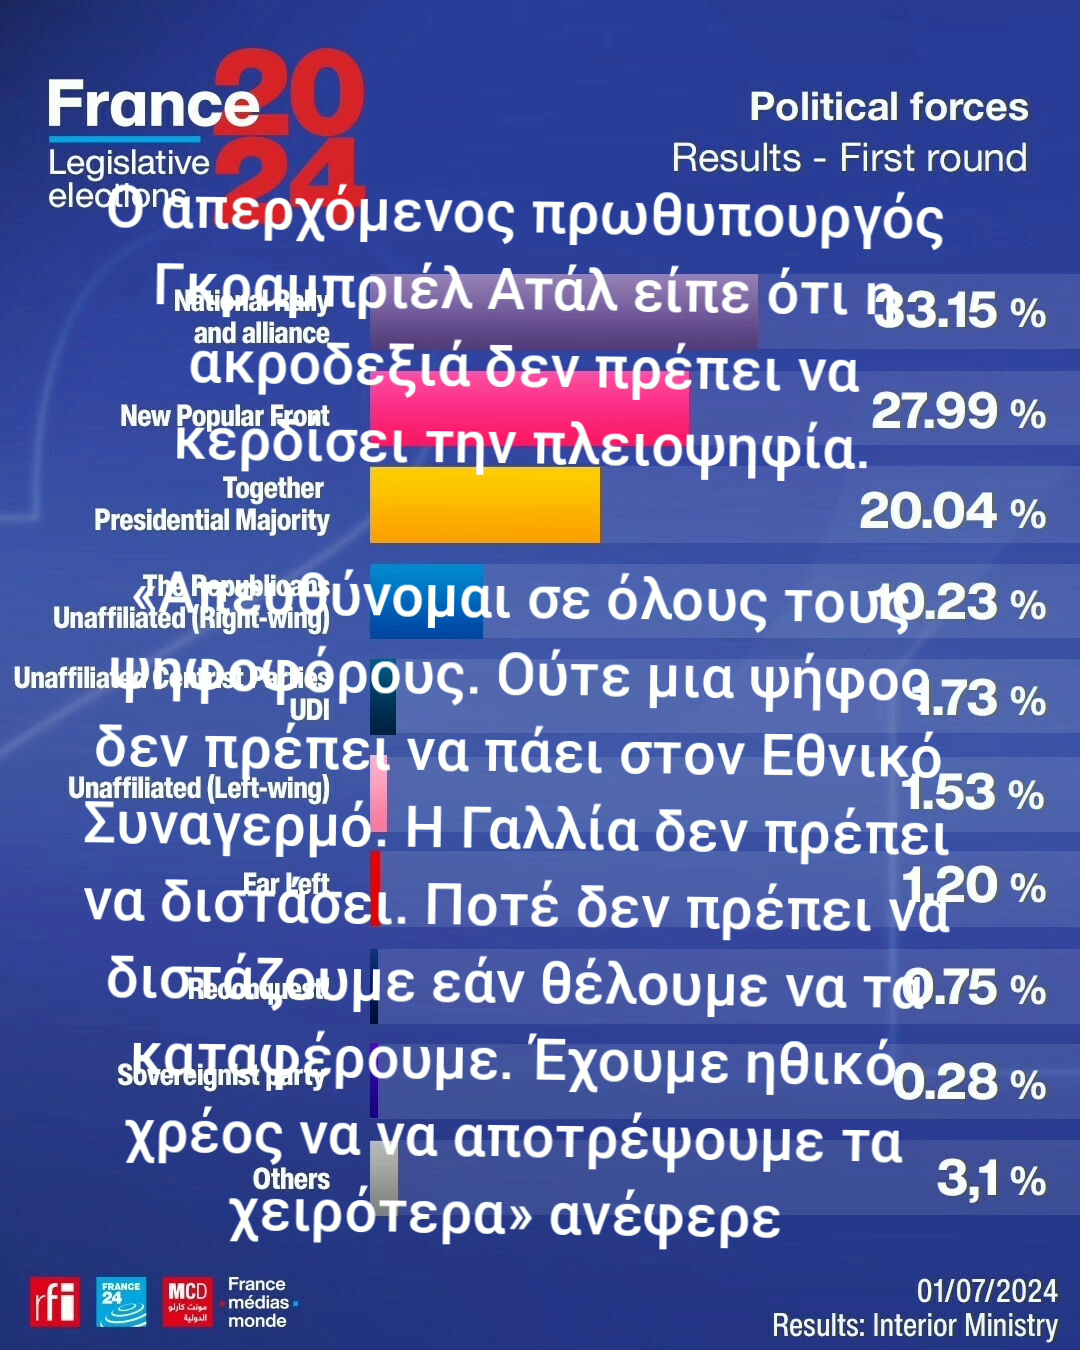 France 2024
Legislative
elections
Political forces
Results - First round
Ο απερχόμενος πρωθυπουργός
Γκραμπριέλ Ατάλ είπε ότι η
ακροδεξιά δεν πρέπει να
κερδίσει την πλειοψηφία.
«Απευθύνομαι σε όλους τους
ψηφοφόρους. Ούτε μια ψήφος
δεν πρέπει να πάει στον Εθνικό
Συναγερμό. Η Γαλλία δεν πρέπει
να διστάσει. Ποτέ δεν πρέπει να
διστάζουμε εάν θέλουμε να τα
καταφέρουμε. Έχουμε ηθικό
χρέος να να αποτρέψουμε τα
χειρότερα» ανέφερε
National Rally
and alliance
33.15 %
New Popular Front
27.99 %
Together
Presidential Majority
20.04 %
The Republicans
Unaffiliated (Right-wing)
10.23 %
Unaffiliated Centrist Parties
UDI
1.73 %
Unaffiliated (Left-wing)
1.53 %
Far Left
1.20 %
Reconquest!
0.75 %
Sovereignist party
0.28 %
Others
3,1 %
rfi
FRANCE
24
MCD
مونت كارلو
الدولية
France
médias
monde
01/07/2024
Results: Interior Ministry